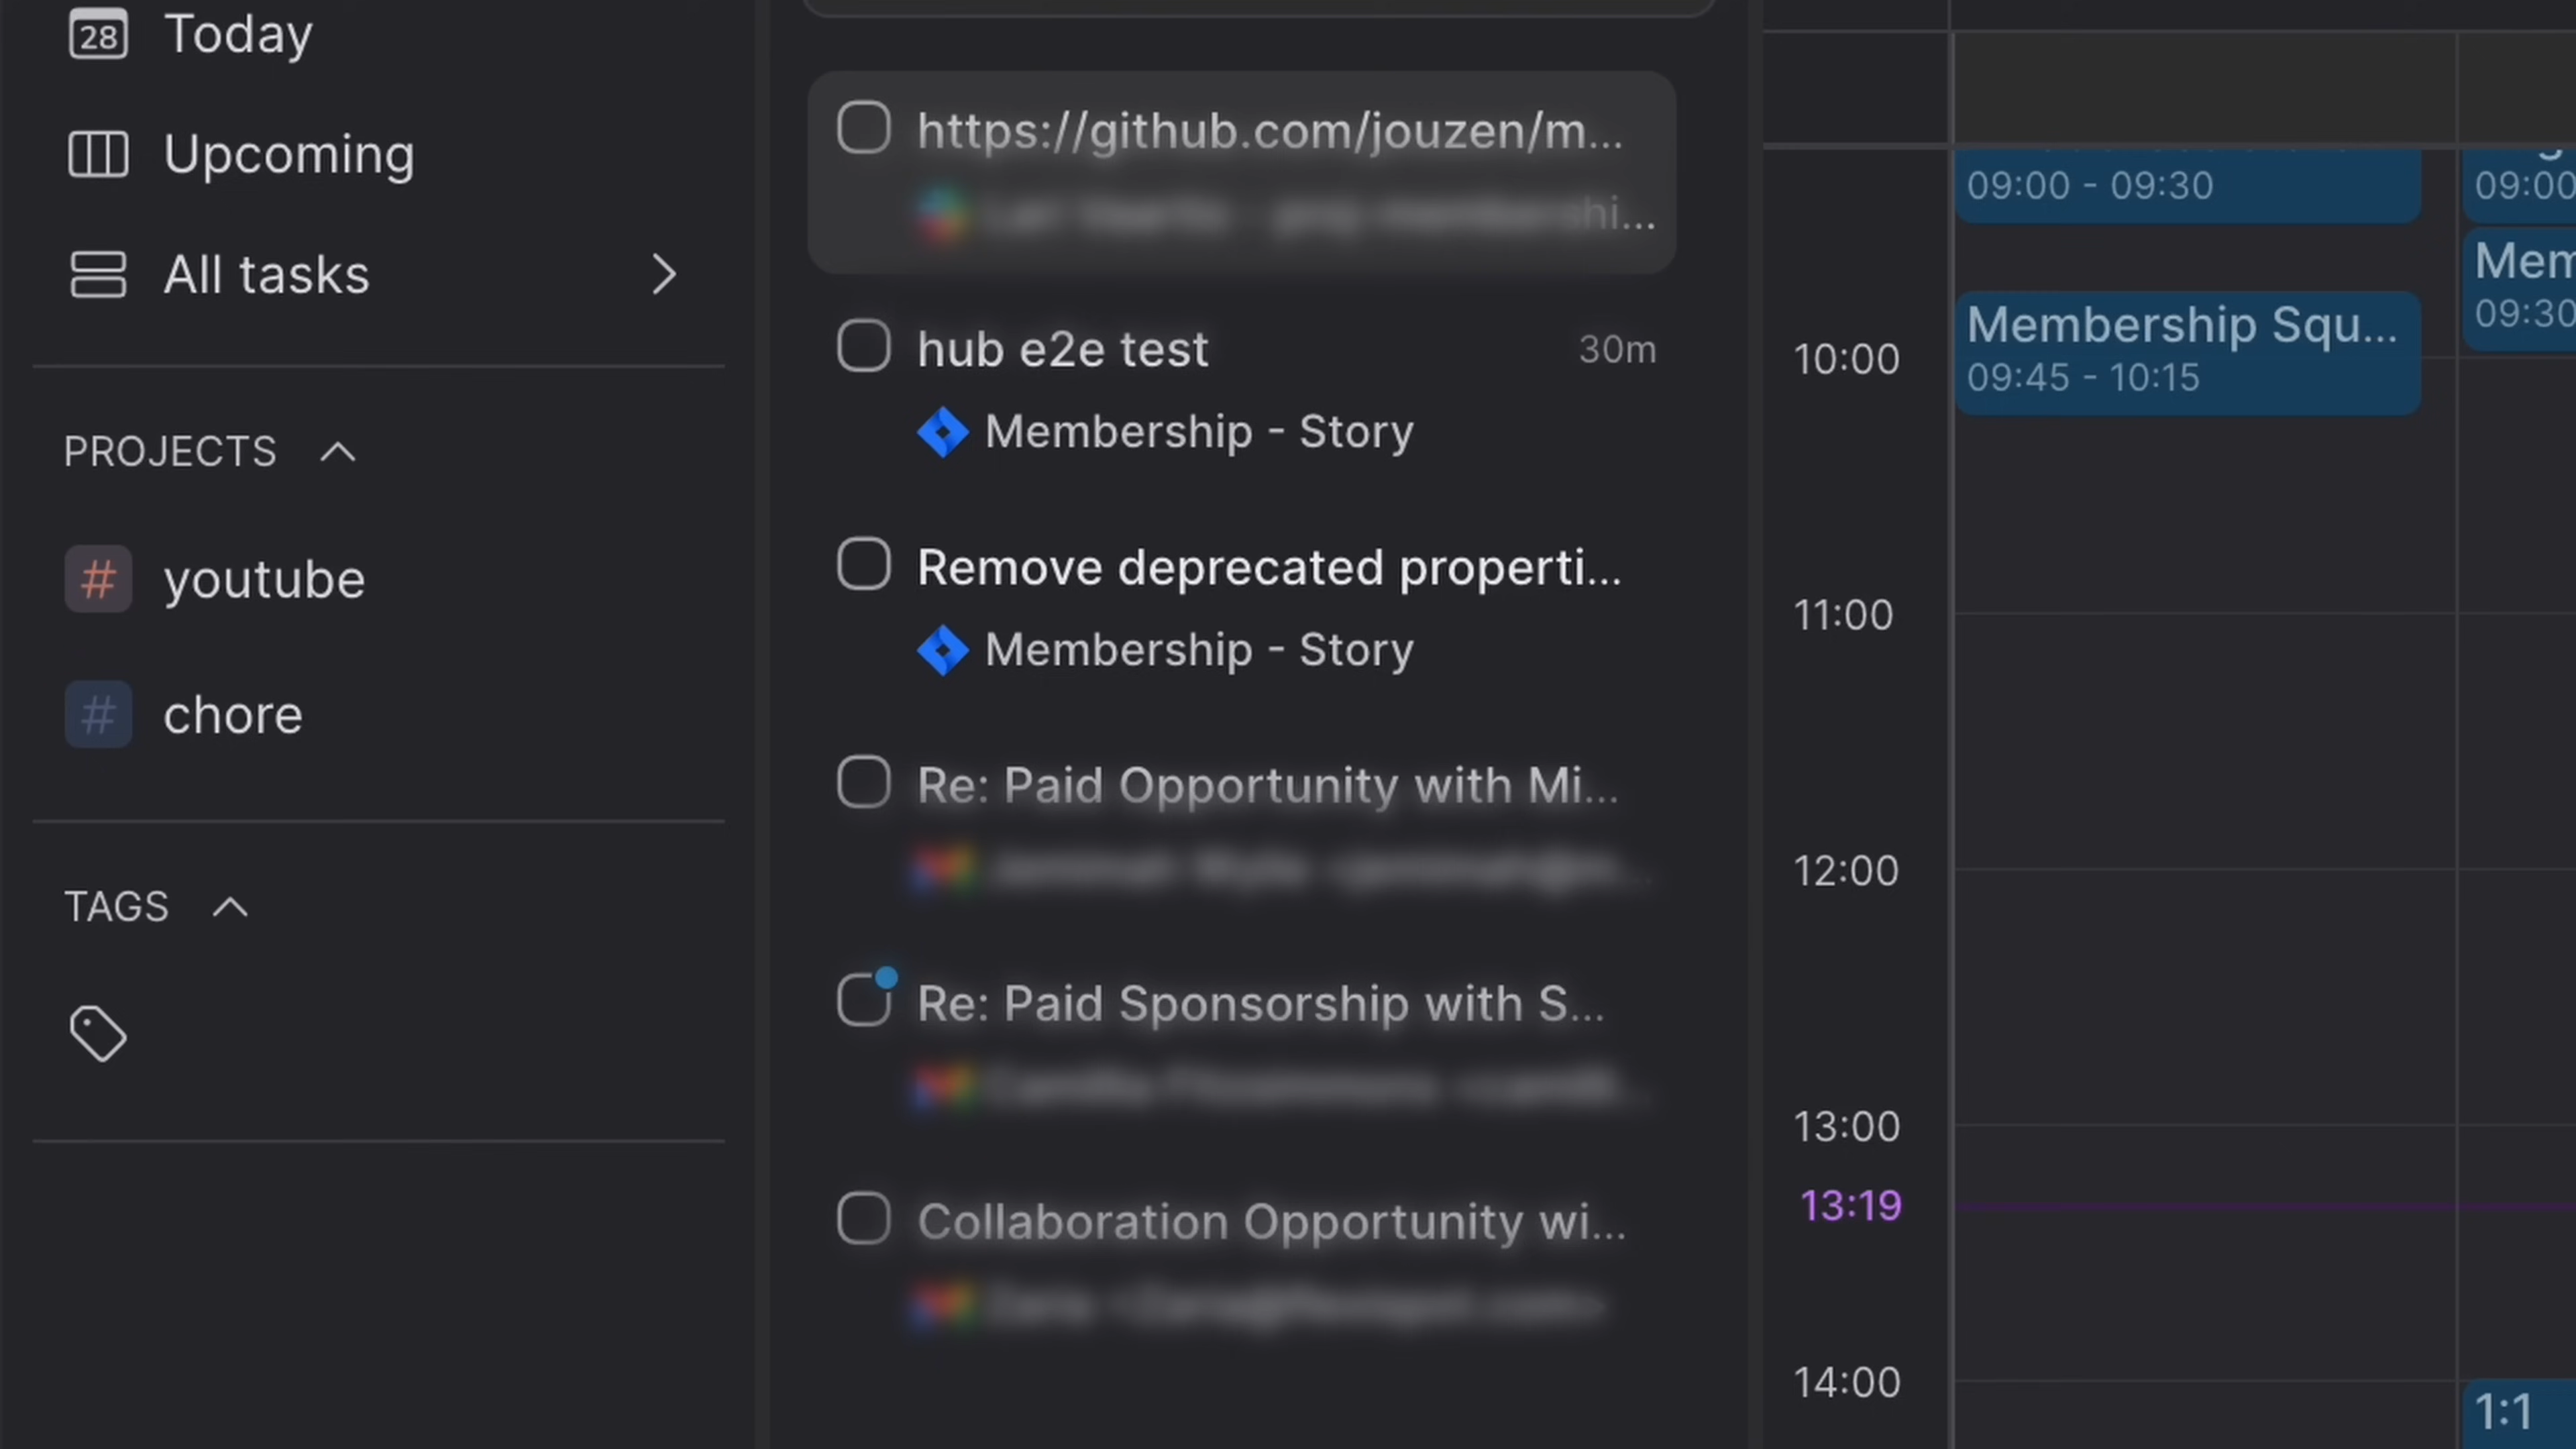 28 Today
Upcoming
All tasks
PROJECTS
# youtube
# chore
TAGS
https://github.com/jouzen/m...
hub e2e test 30m
Membership - Story
Remove deprecated properti...
Membership - Story
Re: Paid Opportunity with Mi...
Re: Paid Sponsorship with S...
Collaboration Opportunity wi...
09:00 - 09:30
09:00
10:00
Membership Squ...
09:45 - 10:15
Mem
09:30
11:00
12:00
13:00
13:19
14:00
1:1